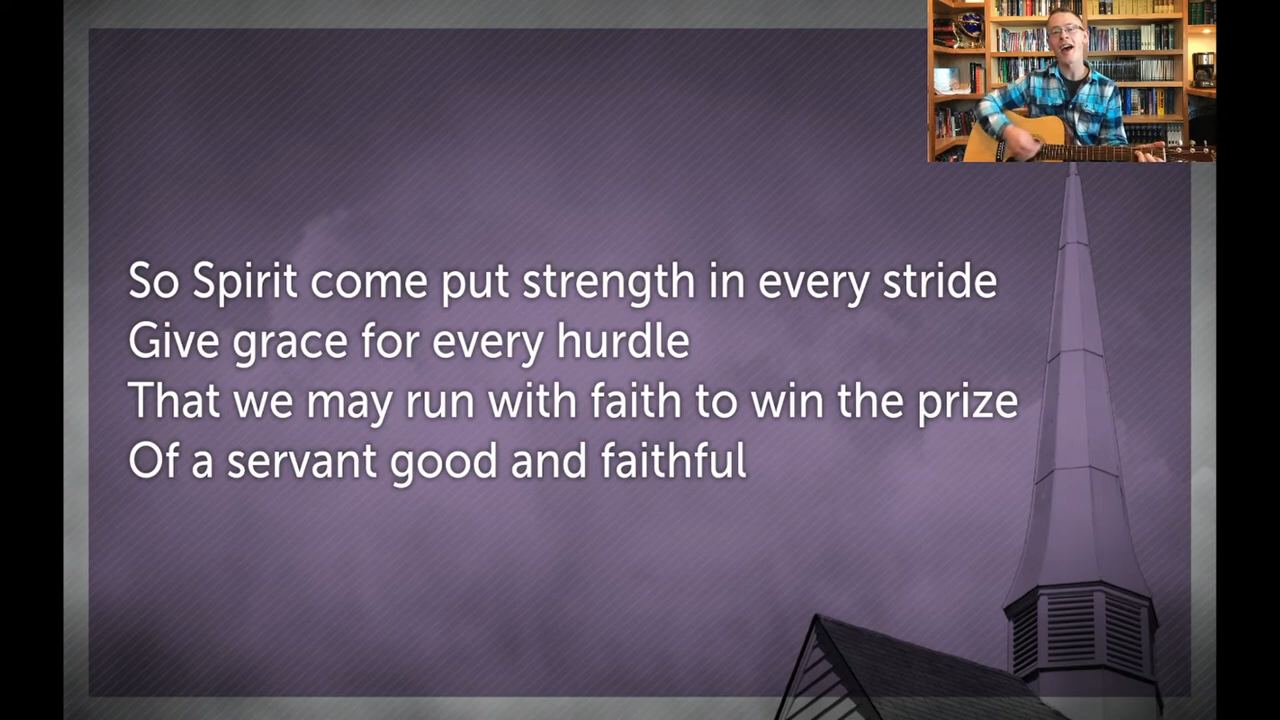 So Spirit come put strength in every stride
Give grace for every hurdle
That we may run with faith to win the prize
Of a servant good and faithful